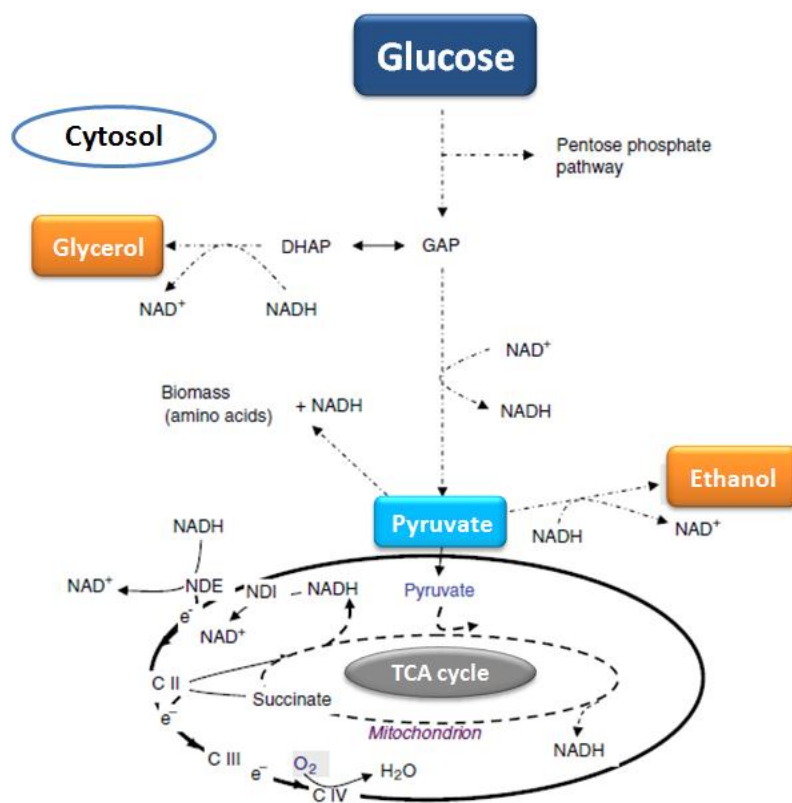 Glucose
Cytosol
Pentose phosphate
pathway
Glycerol
DHAP
GAP
NAD⁺
NADH
NAD⁺
NADH
Biomass
(amino acids)
+ NADH
Ethanol
Pyruvate
NADH
NAD⁺
NADH
NAD⁺
NDE
NDI
NADH
Pyruvate
e⁻
NAD⁺
TCA cycle
C II
Succinate
e⁻
Mitochondrion
NADH
C III
e⁻
O₂
H₂O
C IV